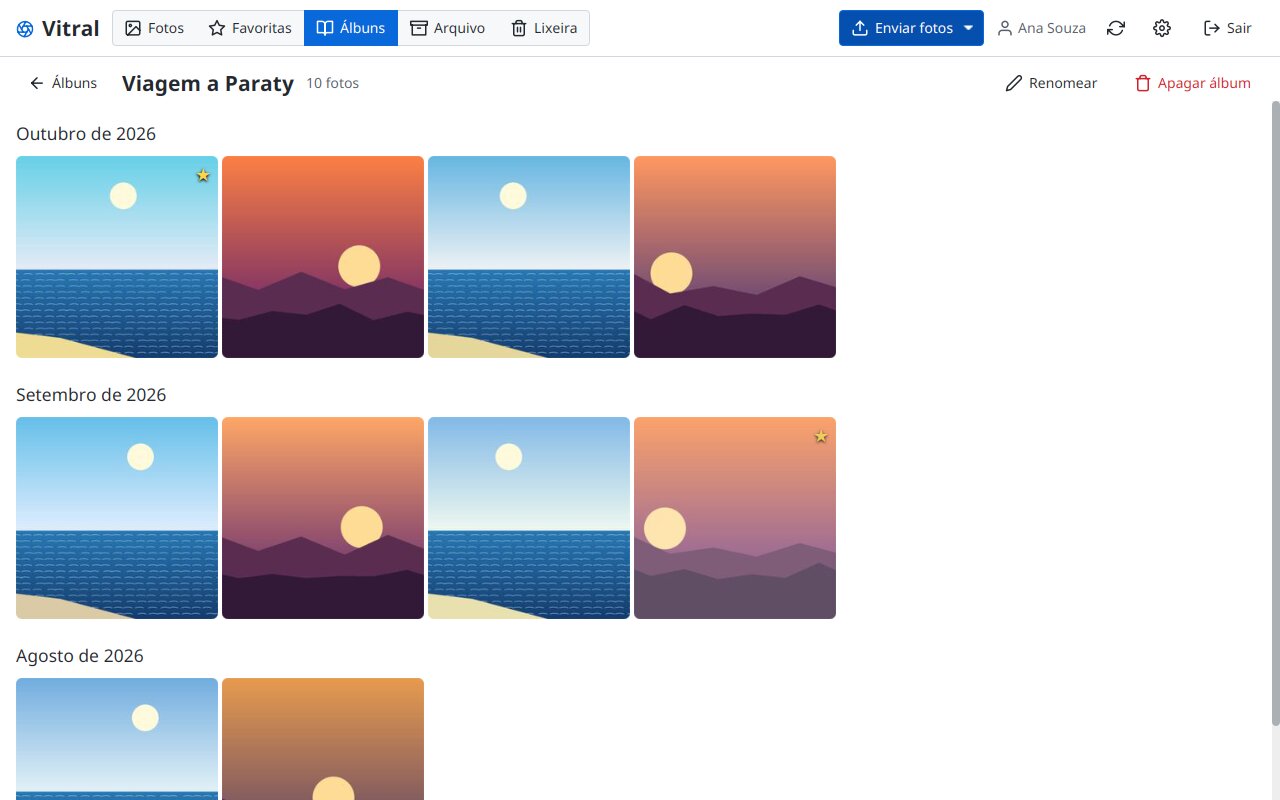 Vitral
Fotos
Favoritas
Álbuns
Arquivo
Lixeira
Enviar fotos
Ana Souza
Sair
Álbuns
Viagem a Paraty
10 fotos
Renomear
Apagar álbum
Outubro de 2026
Setembro de 2026
Agosto de 2026